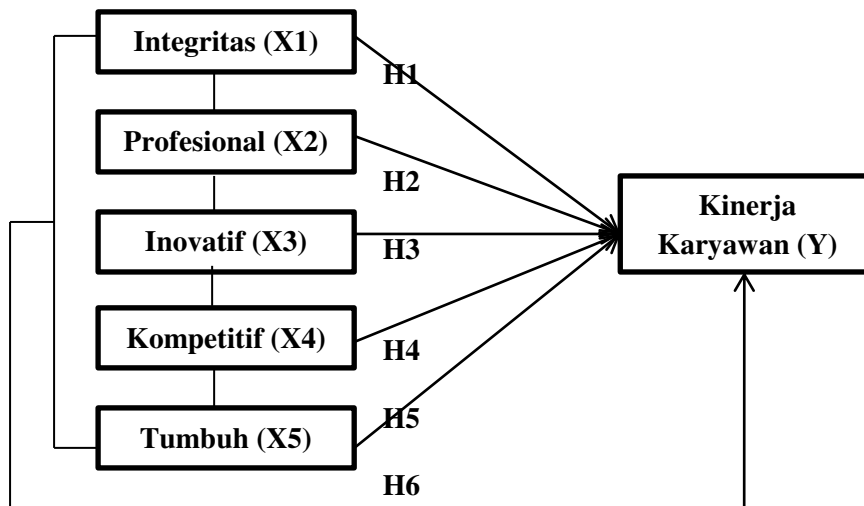 Integritas (X1)
H1
Profesional (X2)
H2
Inovatif (X3)
H3
Kompetitif (X4)
H4
Tumbuh (X5)
H5
H6
Kinerja
Karyawan (Y)